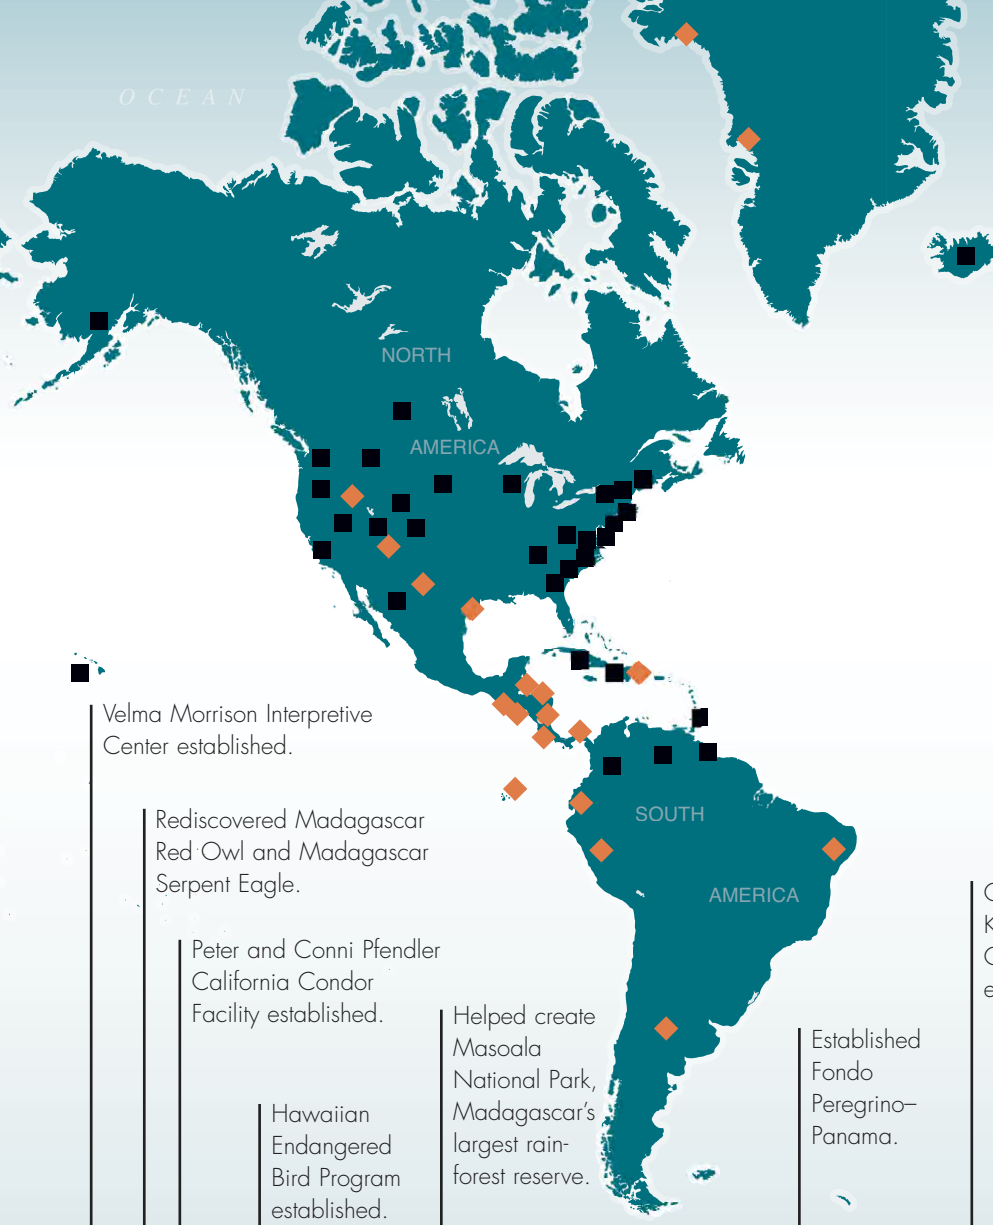 OCEAN
NORTH
AMERICA
Velma Morrison Interpretive
Center established.
SOUTH
Rediscovered Madagascar
Red Owl and Madagascar
Serpent Eagle.
AMERICA
Peter and Conni Pfendler
California Condor
Facility established.
Helped create
Masoala
National Park,
Madagascar's
largest rain-
forest reserve.
Established
Fondo
Peregrino–
Panama.
Hawaiian
Endangered
Bird Program
established.